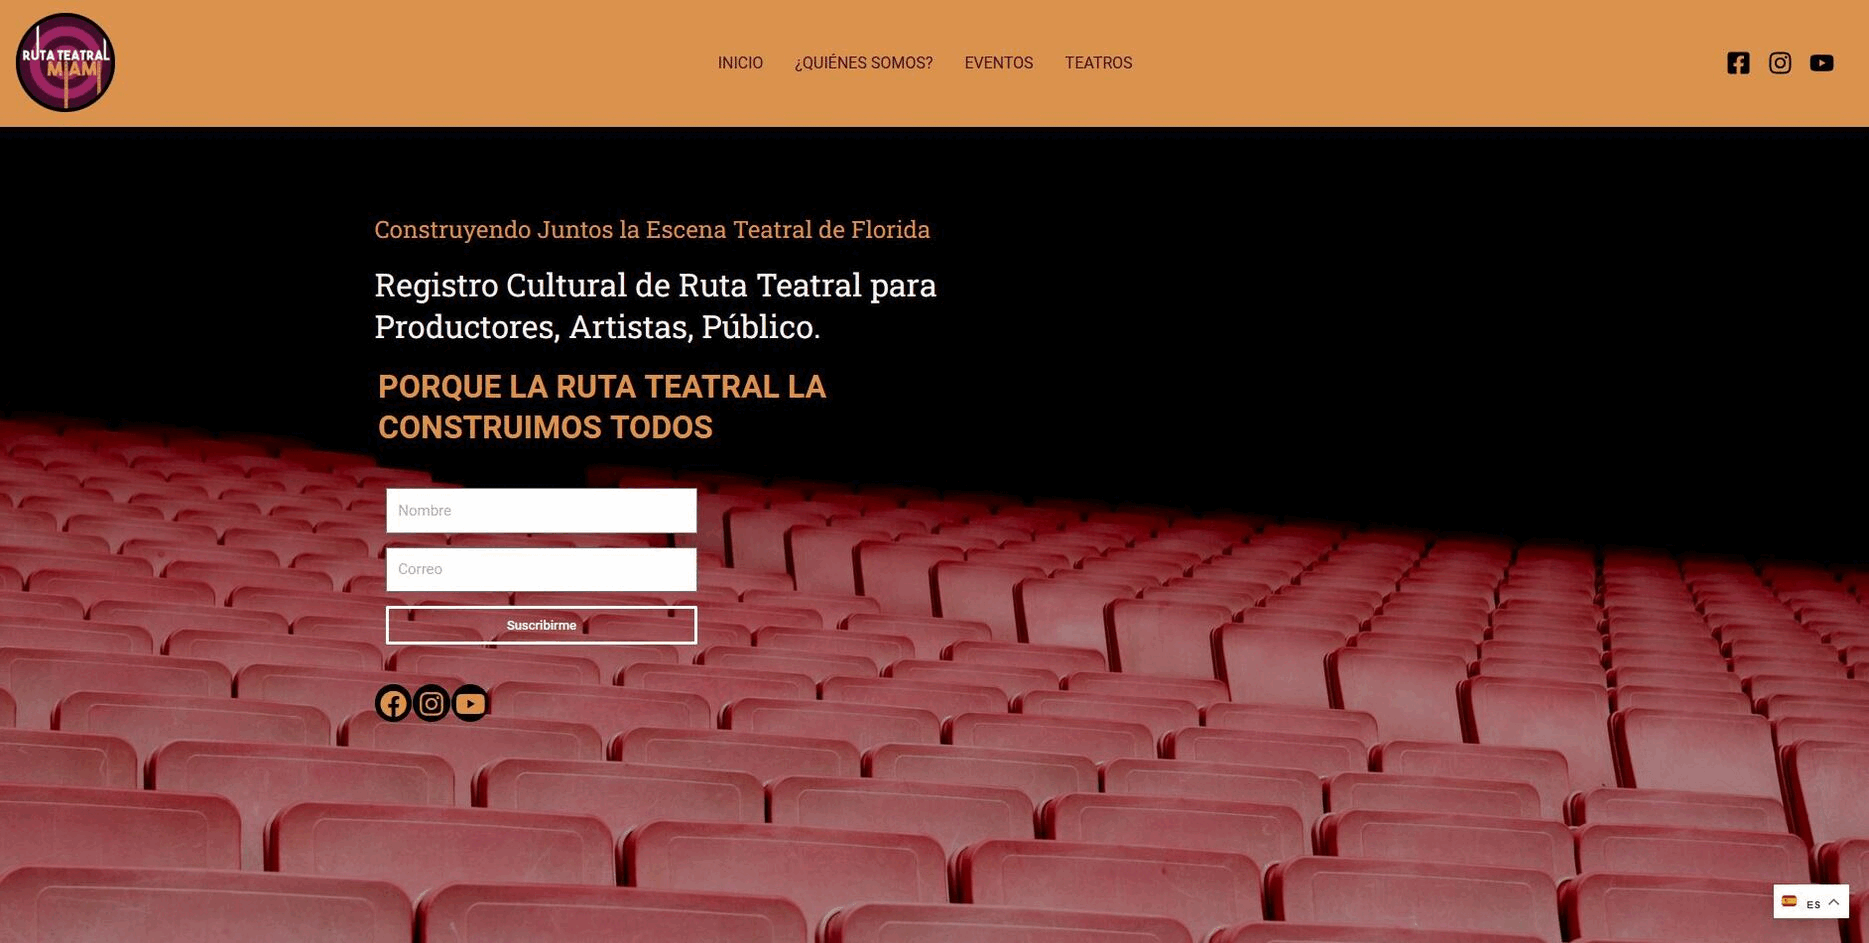 RUTA TEATRAL
MIAMI
INICIO
¿QUIÉNES SOMOS?
EVENTOS
TEATROS
Construyendo Juntos la Escena Teatral de Florida
Registro Cultural de Ruta Teatral para
Productores, Artistas, Público.
PORQUE LA RUTA TEATRAL LA
CONSTRUIMOS TODOS
Nombre
Correo
Suscribirme
ES